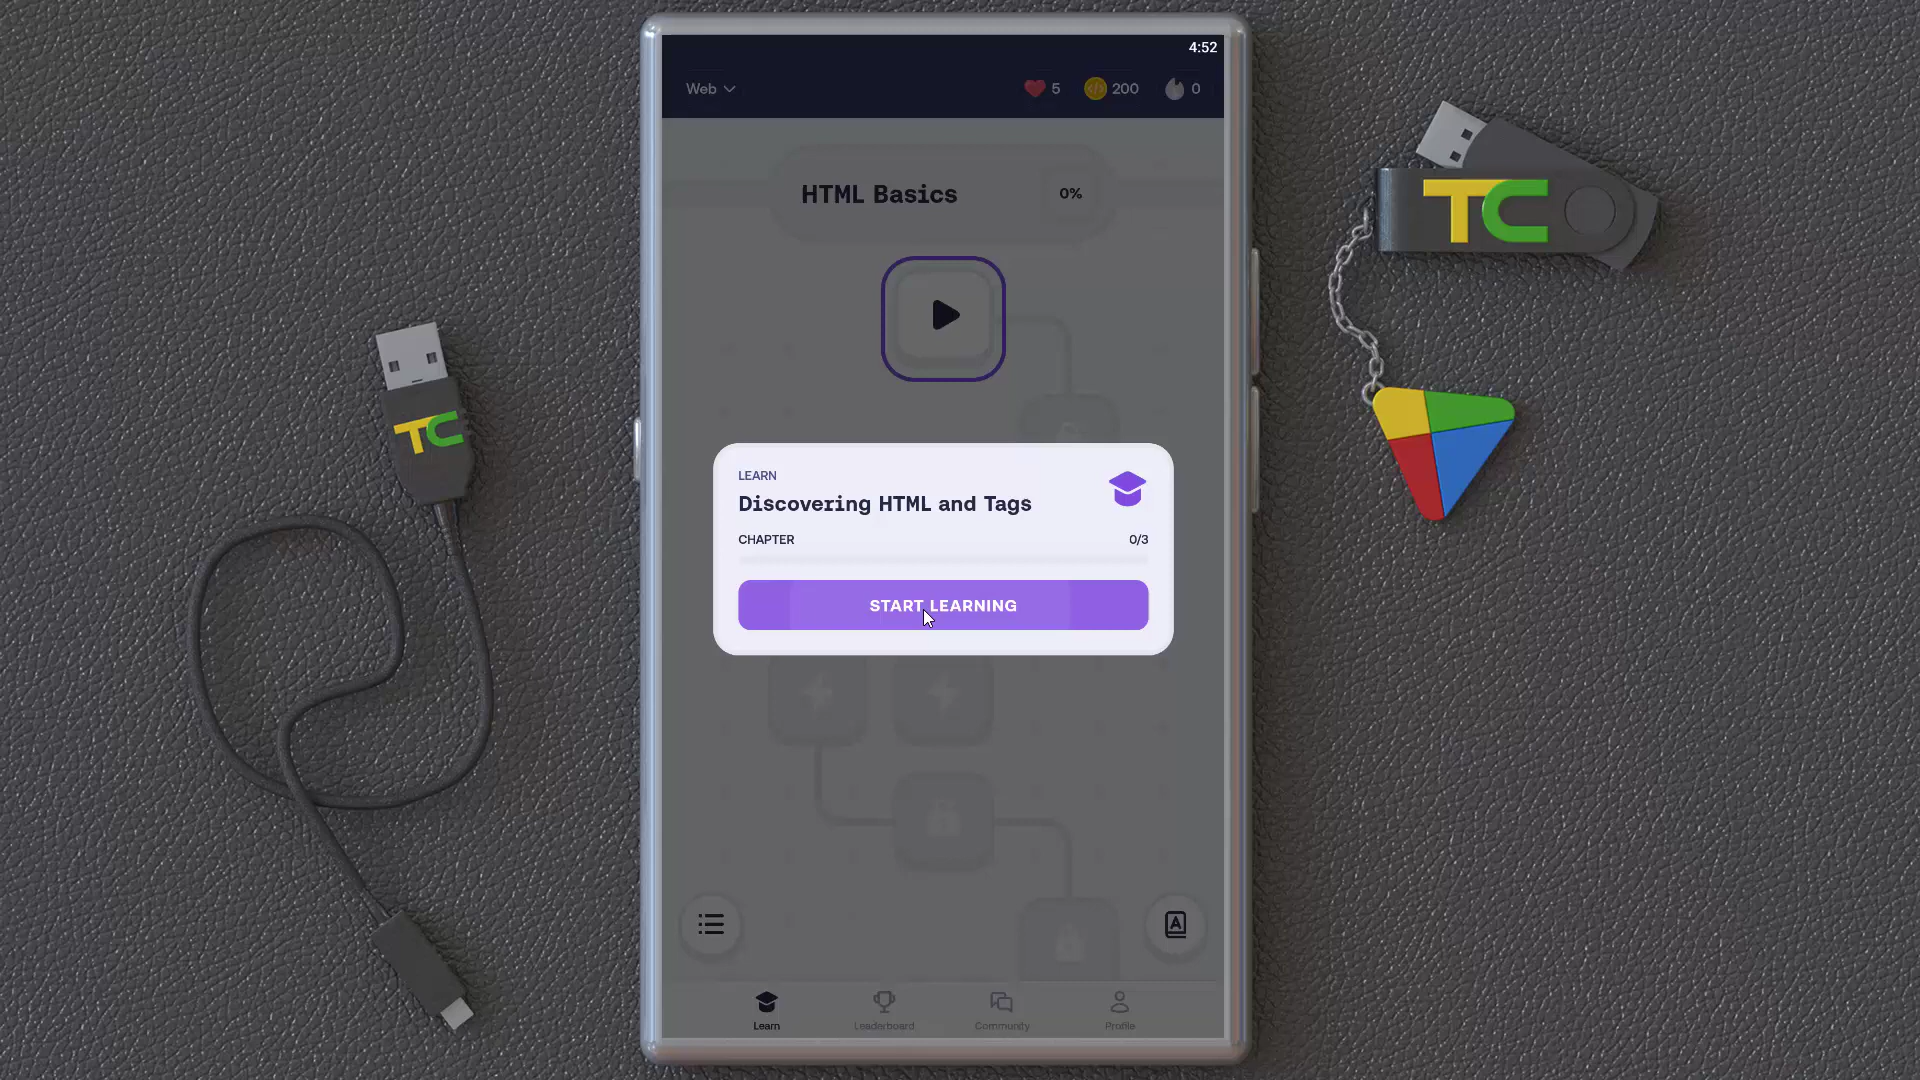 4:52
Web
5
200
0
HTML Basics
0%
LEARN
Discovering HTML and Tags
CHAPTER
0/3
START LEARNING
Learn
Leaderboard
Community
Profile
TC
TC
A